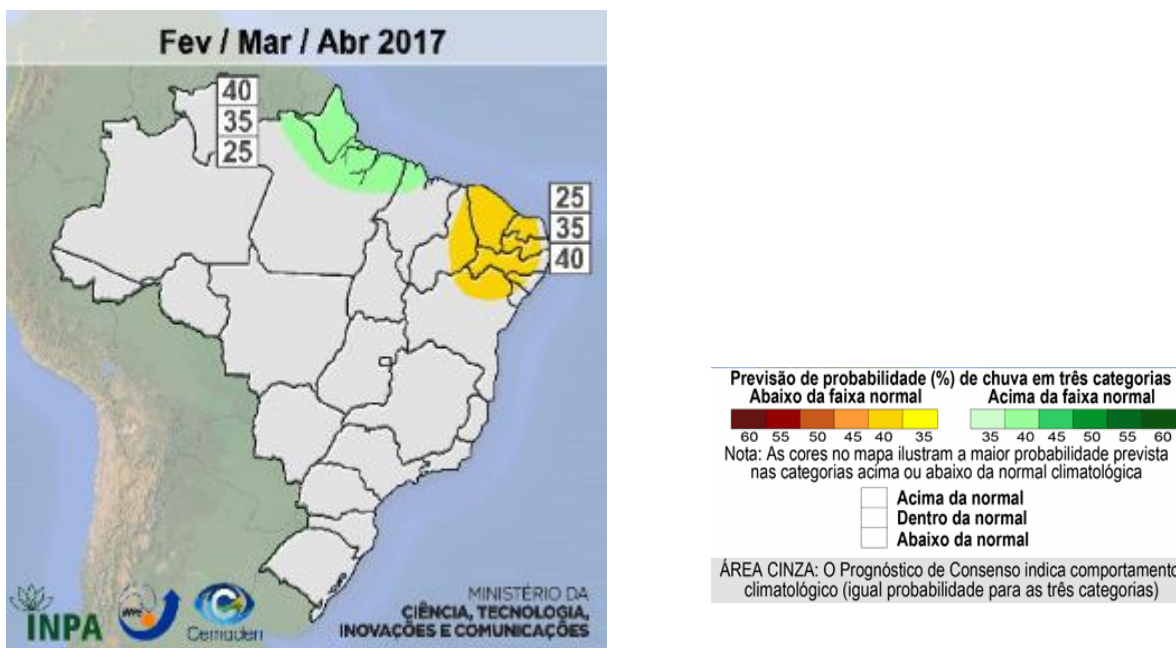 Fev / Mar / Abr 2017
40
35
25
25
35
40
INPA
Cemaden
MINISTÉRIO DA
CIÊNCIA, TECNOLOGIA,
INOVAÇÕES E COMUNICAÇÕES
Previsão de probabilidade (%) de chuva em três categorias
Abaixo da faixa normal Acima da faixa normal
60 55 50 45 40 35 35 40 45 50 55 60
Nota: As cores no mapa ilustram a maior probabilidade prevista
nas categorias acima ou abaixo da normal climatológica
Acima da normal
Dentro da normal
Abaixo da normal
ÁREA CINZA: O Prognóstico de Consenso indica comportamento
climatológico (igual probabilidade para as três categorias)